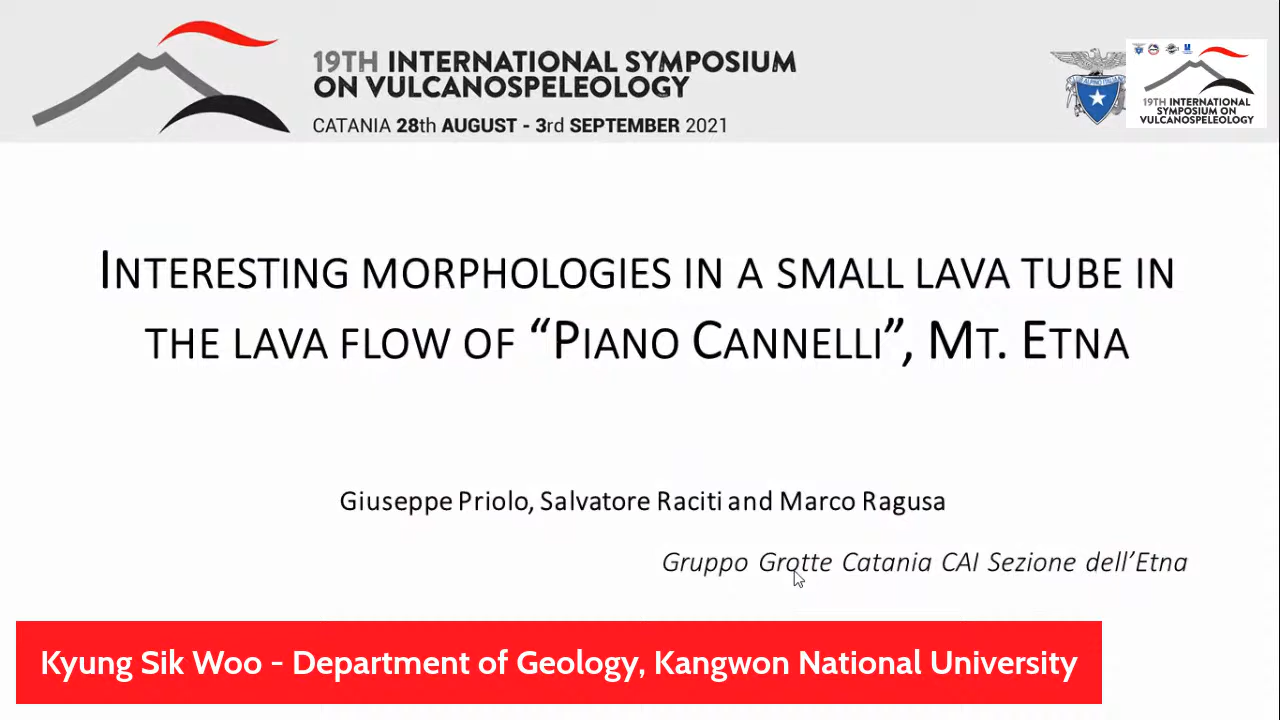 19TH INTERNATIONAL SYMPOSIUM
ON VULCANOSPELEOLOGY
CATANIA 28th AUGUST - 3rd SEPTEMBER 2021
19TH INTERNATIONAL
SYMPOSIUM ON
VULCANOSPELEOLOGY
INTERESTING MORPHOLOGIES IN A SMALL LAVA TUBE IN
THE LAVA FLOW OF “PIANO CANNELLI”, MT. ETNA
Giuseppe Priolo, Salvatore Raciti and Marco Ragusa
Gruppo Grotte Catania CAI Sezione dell’Etna
Kyung Sik Woo - Department of Geology, Kangwon National University